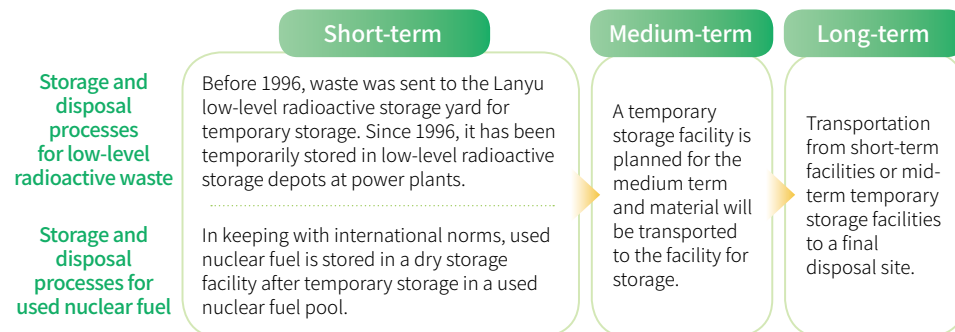 Short-term
Medium-term
Long-term
Storage and
disposal
processes
for low-level
radioactive waste
Before 1996, waste was sent to the Lanyu
low-level radioactive storage yard for
temporary storage. Since 1996, it has been
temporarily stored in low-level radioactive
storage depots at power plants.
Storage and
disposal
processes for
used nuclear fuel
In keeping with international norms, used
nuclear fuel is stored in a dry storage
facility after temporary storage in a used
nuclear fuel pool.
A temporary
storage facility is
planned for the
medium term
and material will
be transported
to the facility for
storage.
Transportation
from short-term
facilities or mid-
term temporary
storage facilities
to a final
disposal site.